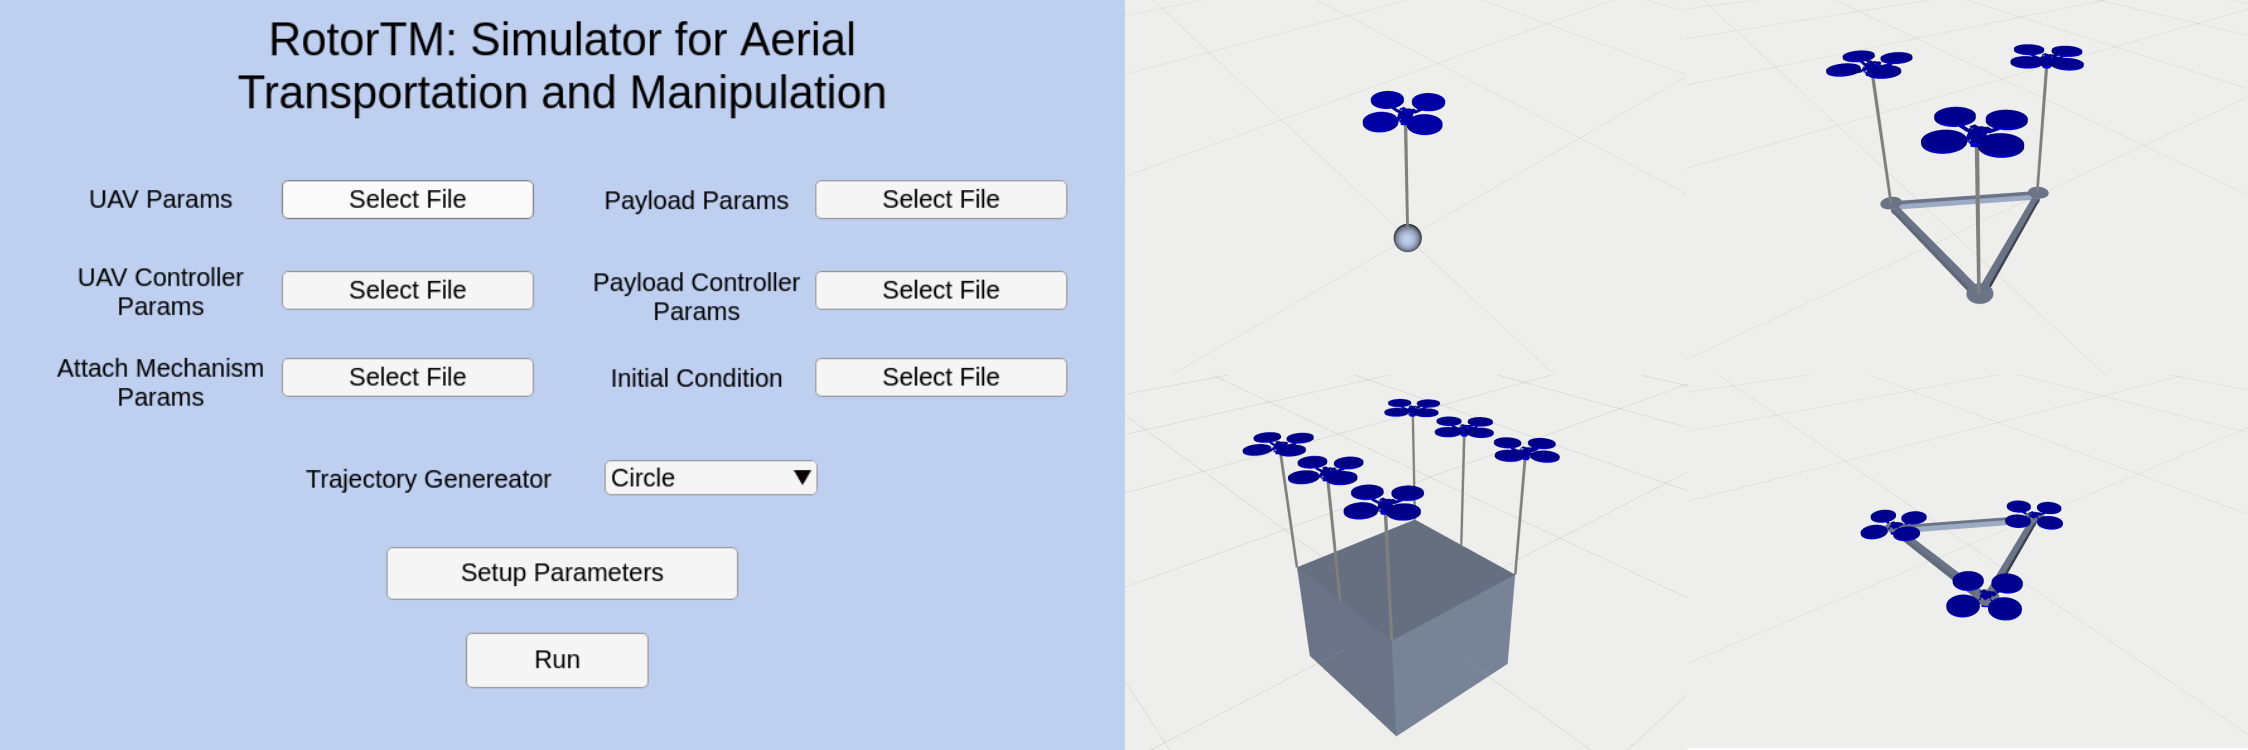 RotorTM: Simulator for Aerial
Transportation and Manipulation
UAV Params
Select File
Payload Params
Select File
UAV Controller
Params
Select File
Payload Controller
Params
Select File
Attach Mechanism
Params
Select File
Initial Condition
Select File
Trajectory Genereator
Circle
Setup Parameters
Run